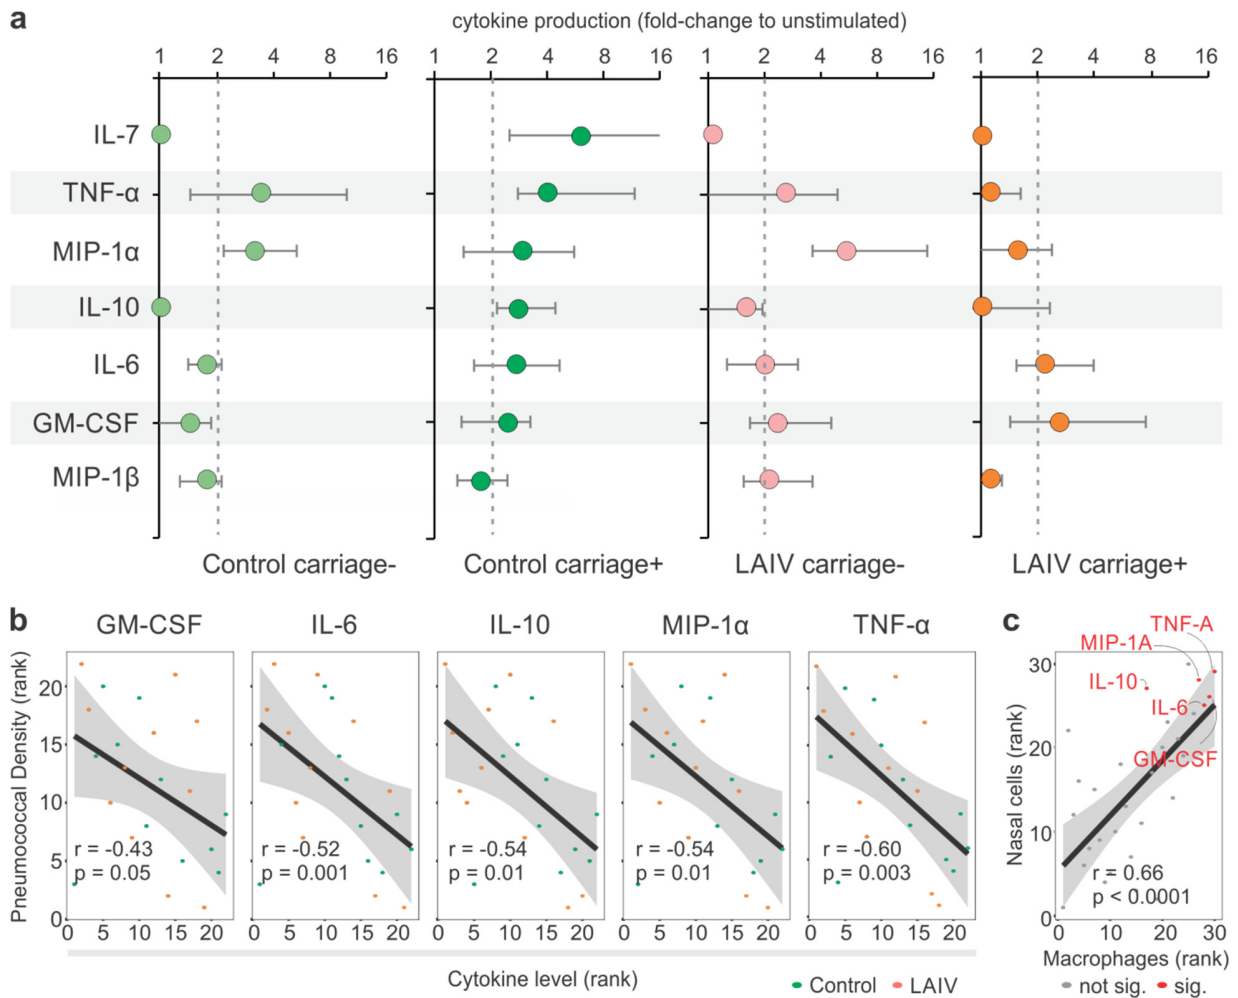 a
cytokine production (fold-change to unstimulated)
1 2 4 8 16 1 2 4 8 16 1 2 4 8 16 1 2 4 8 16
IL-7
TNF-α
MIP-1α
IL-10
IL-6
GM-CSF
MIP-1β
Control carriage- Control carriage+ LAIV carriage- LAIV carriage+
b
GM-CSF IL-6 IL-10 MIP-1α TNF-α
Pneumococcal Density (rank)
20
15
10
5
0
r = -0.43
p = 0.05
r = -0.52
p = 0.001
r = -0.54
p = 0.01
r = -0.54
p = 0.01
r = -0.60
p = 0.003
0 5 10 15 20 0 5 10 15 20 0 5 10 15 20 0 5 10 15 20 0 5 10 15 20
Cytokine level (rank)
Control LAIV
c
TNF-A
MIP-1A
IL-10
IL-6
GM-CSF
Nasal cells (rank)
30
20
10
0
r = 0.66
p < 0.0001
0 10 20 30
Macrophages (rank)
not sig. sig.